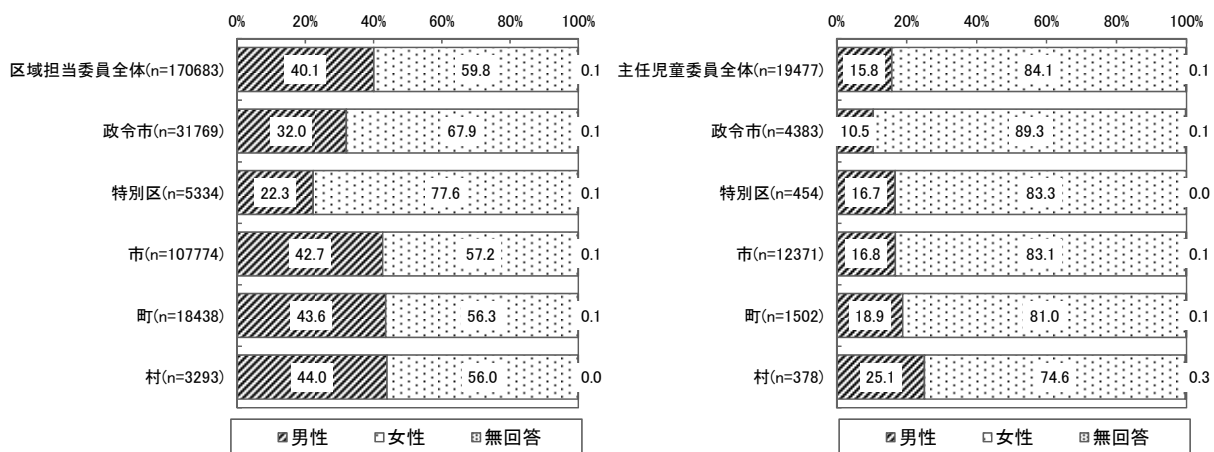 0% 20% 40% 60% 80% 100%
区域担当委員全体(n=170683) 40.1 59.8 0.1
政令市(n=31769) 32.0 67.9 0.1
特別区(n=5334) 22.3 77.6 0.1
市(n=107774) 42.7 57.2 0.1
町(n=18438) 43.6 56.3 0.1
村(n=3293) 44.0 56.0 0.0
男性 女性 無回答
0% 20% 40% 60% 80% 100%
主任児童委員全体(n=19477) 15.8 84.1 0.1
政令市(n=4383) 10.5 89.3 0.1
特別区(n=454) 16.7 83.3 0.0
市(n=12371) 16.8 83.1 0.1
町(n=1502) 18.9 81.0 0.1
村(n=378) 25.1 74.6 0.3
男性 女性 無回答